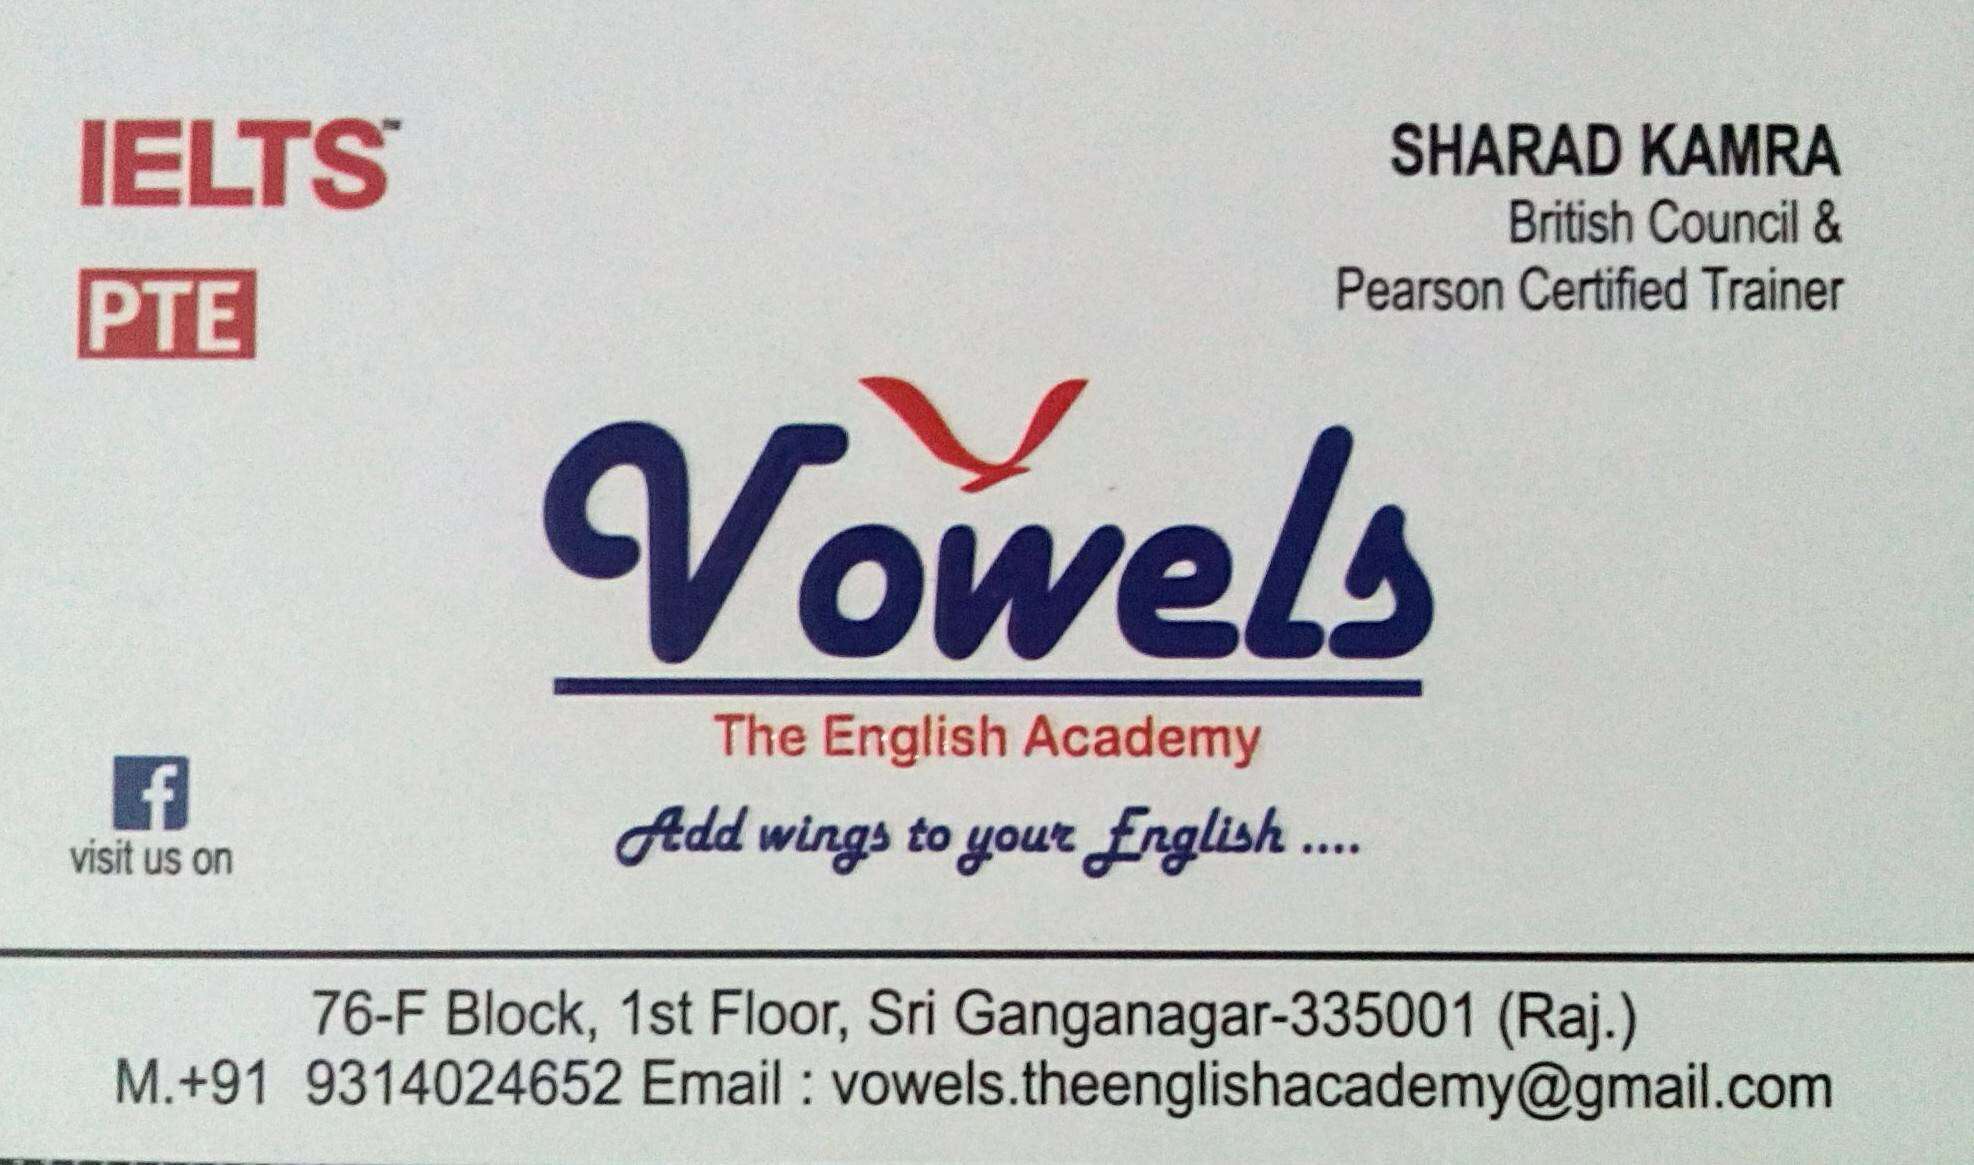 IELTS™
PTE
SHARAD KAMRA
British Council &
Pearson Certified Trainer
Vowels
The English Academy
Add wings to your English ....
f
visit us on
76-F Block, 1st Floor, Sri Ganganagar-335001 (Raj.)
M.+91 9314024652 Email : vowels.theenglishacademy@gmail.com